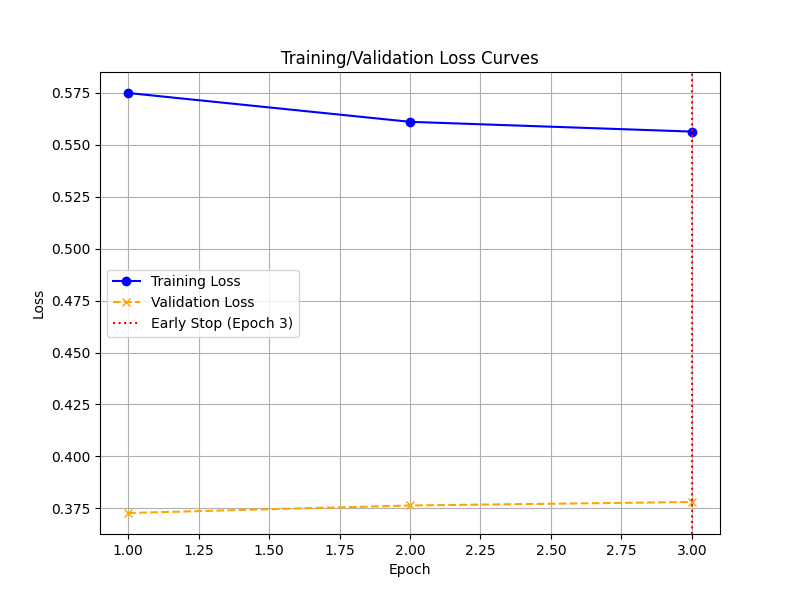 Training/Validation Loss Curves
0.575
0.550
0.525
0.500
0.475
0.450
0.425
0.400
0.375
Loss
Training Loss
Validation Loss
Early Stop (Epoch 3)
1.00 1.25 1.50 1.75 2.00 2.25 2.50 2.75 3.00
Epoch